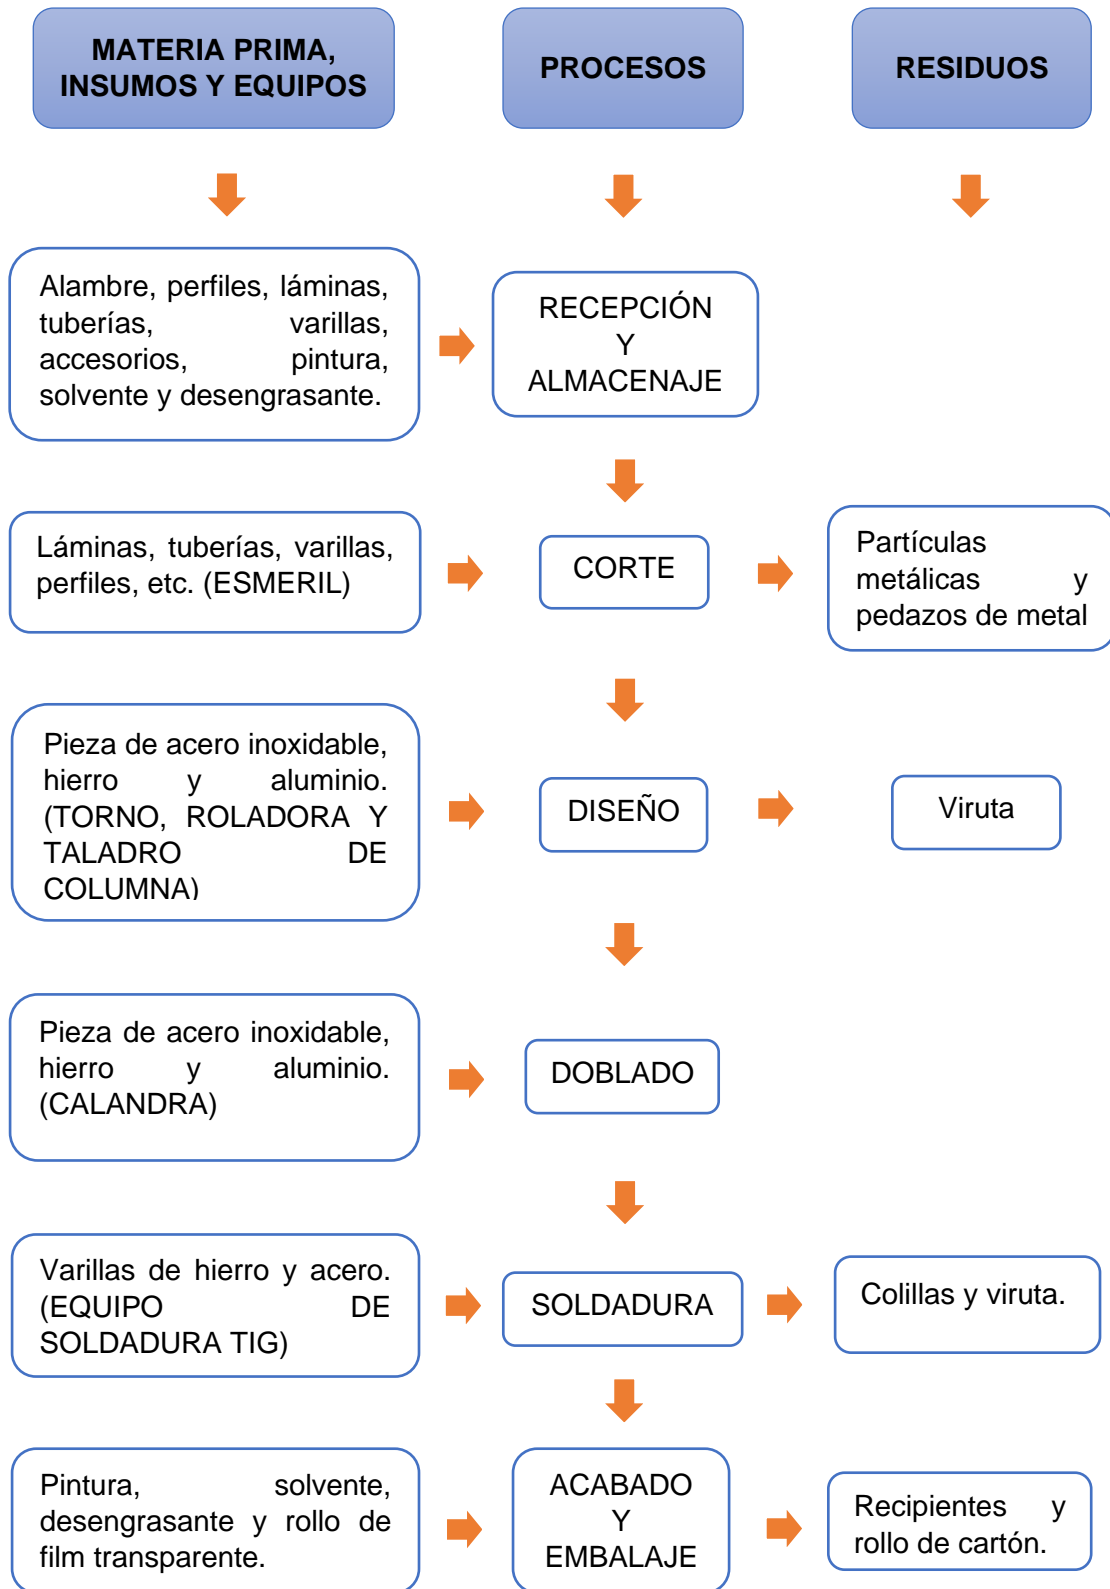 MATERIA PRIMA,
INSUMOS Y EQUIPOS
PROCESOS
RESIDUOS
Alambre, perfiles, láminas,
tuberías, varillas,
accesorios, pintura,
solvente y desengrasante.
RECEPCIÓN
Y
ALMACENAJE
Láminas, tuberías, varillas,
perfiles, etc. (ESMERIL)
CORTE
Partículas
metálicas y
pedazos de metal
Pieza de acero inoxidable,
hierro y aluminio.
(TORNO, ROLADORA Y
TALADRO DE
COLUMNA)
DISEÑO
Viruta
Pieza de acero inoxidable,
hierro y aluminio.
(CALANDRA)
DOBLADO
Varillas de hierro y acero.
(EQUIPO DE
SOLDADURA TIG)
SOLDADURA
Colillas y viruta.
Pintura, solvente,
desengrasante y rollo de
film transparente.
ACABADO
Y
EMBALAJE
Recipientes y
rollo de cartón.